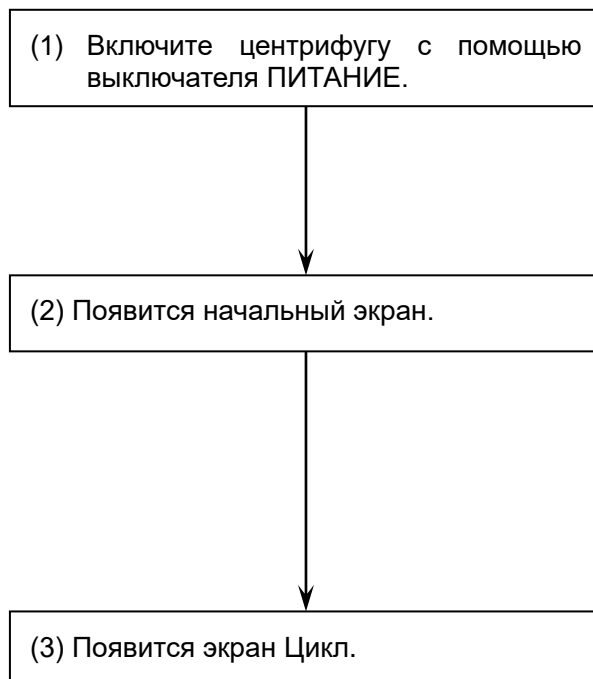 (1) Включите центрифугу с помощью
выключателя ПИТАНИЕ.
(2) Появится начальный экран.
(3) Появится экран Цикл.